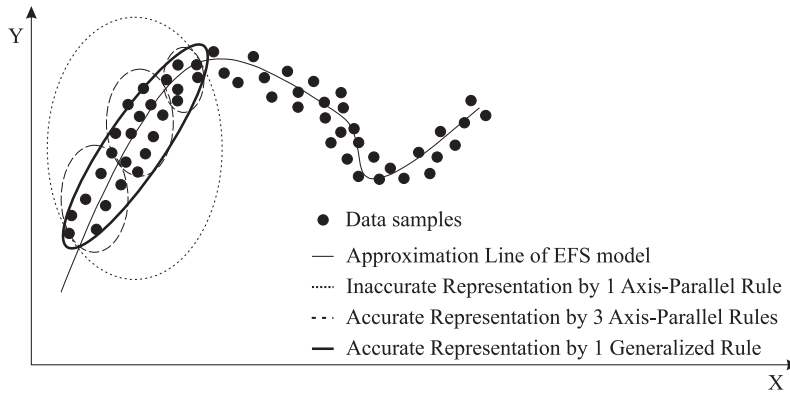 Y
Data samples
Approximation Line of EFS model
Inaccurate Representation by 1 Axis-Parallel Rule
Accurate Representation by 3 Axis-Parallel Rules
Accurate Representation by 1 Generalized Rule
X